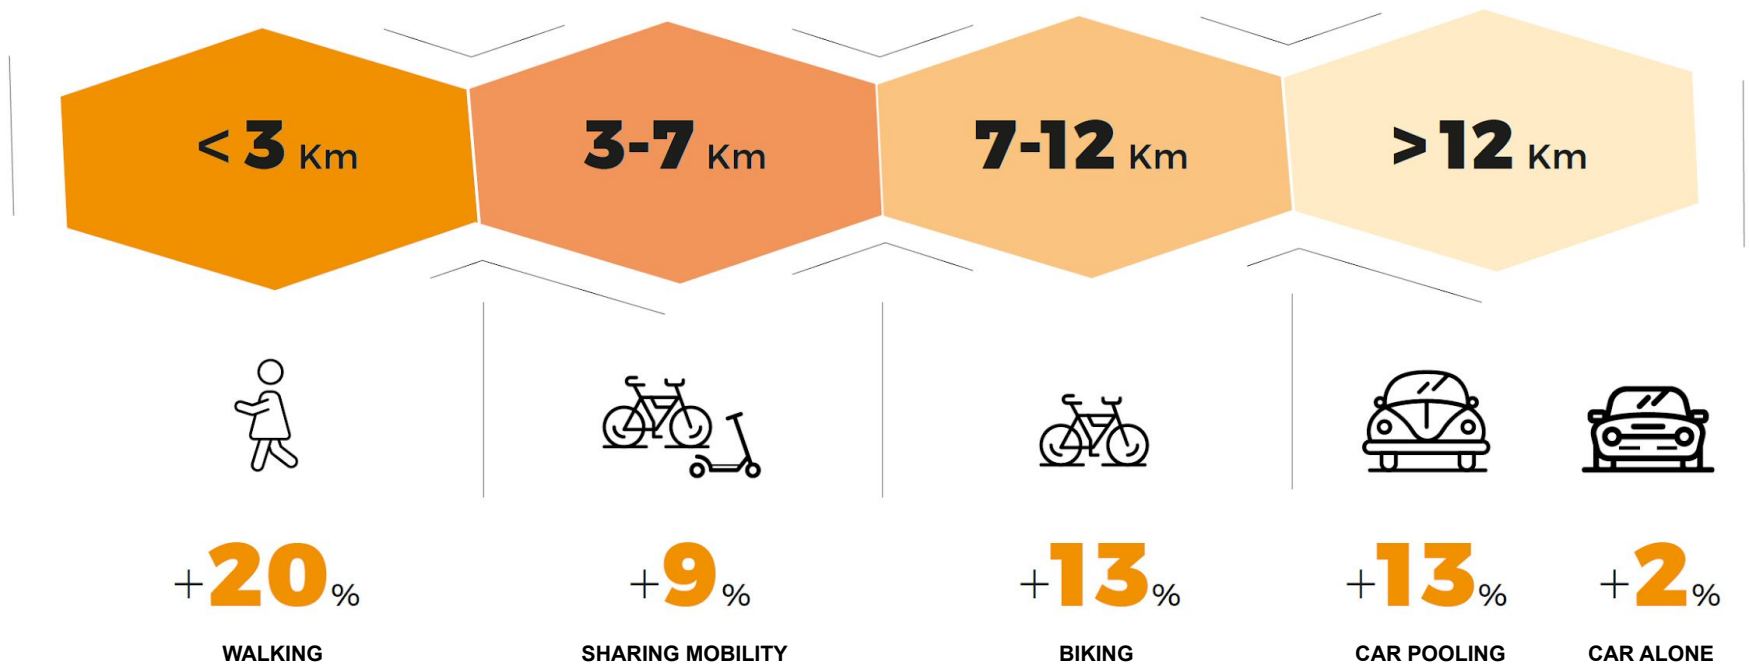 < 3 Km
3-7 Km
7-12 Km
> 12 Km
+20%
+9%
+13%
+13%
+2%
WALKING
SHARING MOBILITY
BIKING
CAR POOLING
CAR ALONE